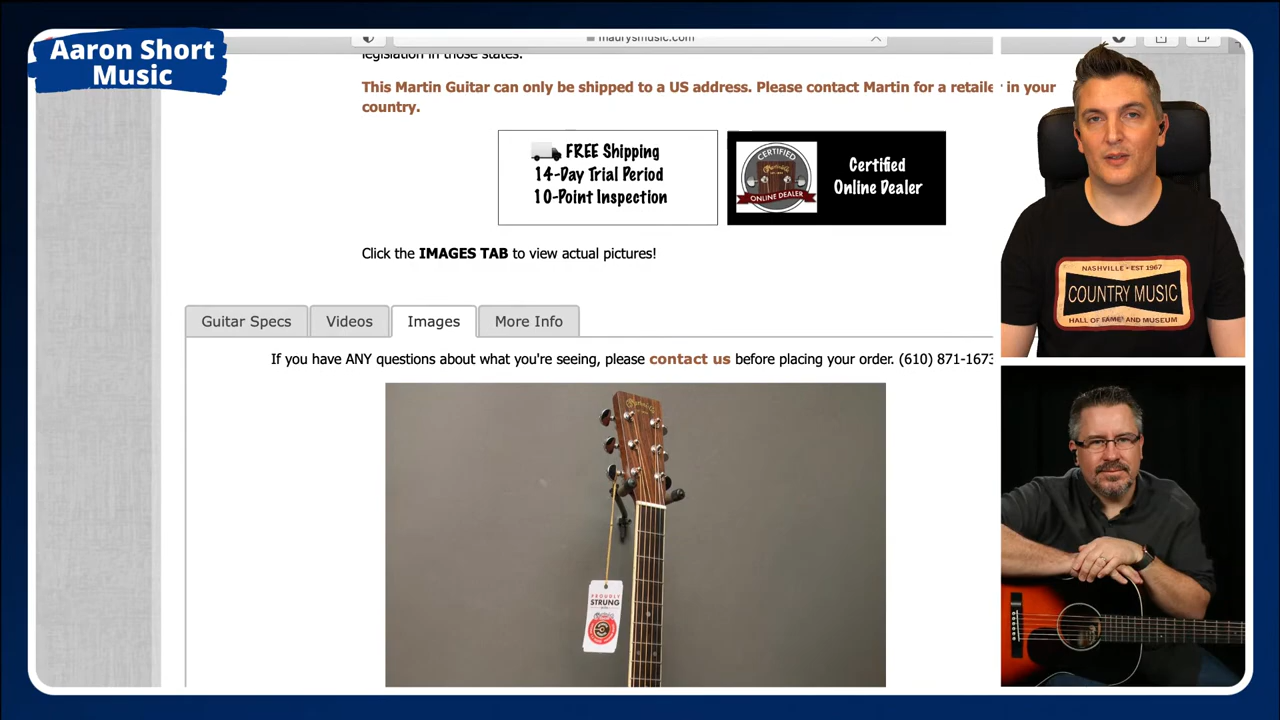 Aaron Short
Music
maurysmusic.com
legislation in those states.
This Martin Guitar can only be shipped to a US address. Please contact Martin for a retaile r in your
country.
FREE Shipping
14-Day Trial Period
10-Point Inspection
CERTIFIED
ONLINE DEALER
Certified
Online Dealer
Click the IMAGES TAB to view actual pictures!
Guitar Specs
Videos
Images
More Info
If you have ANY questions about what you're seeing, please contact us before placing your order. (610) 871-1673
PROUDLY
STRUNG
NASHVILLE • EST 1967
COUNTRY MUSIC
HALL OF FAME AND MUSEUM